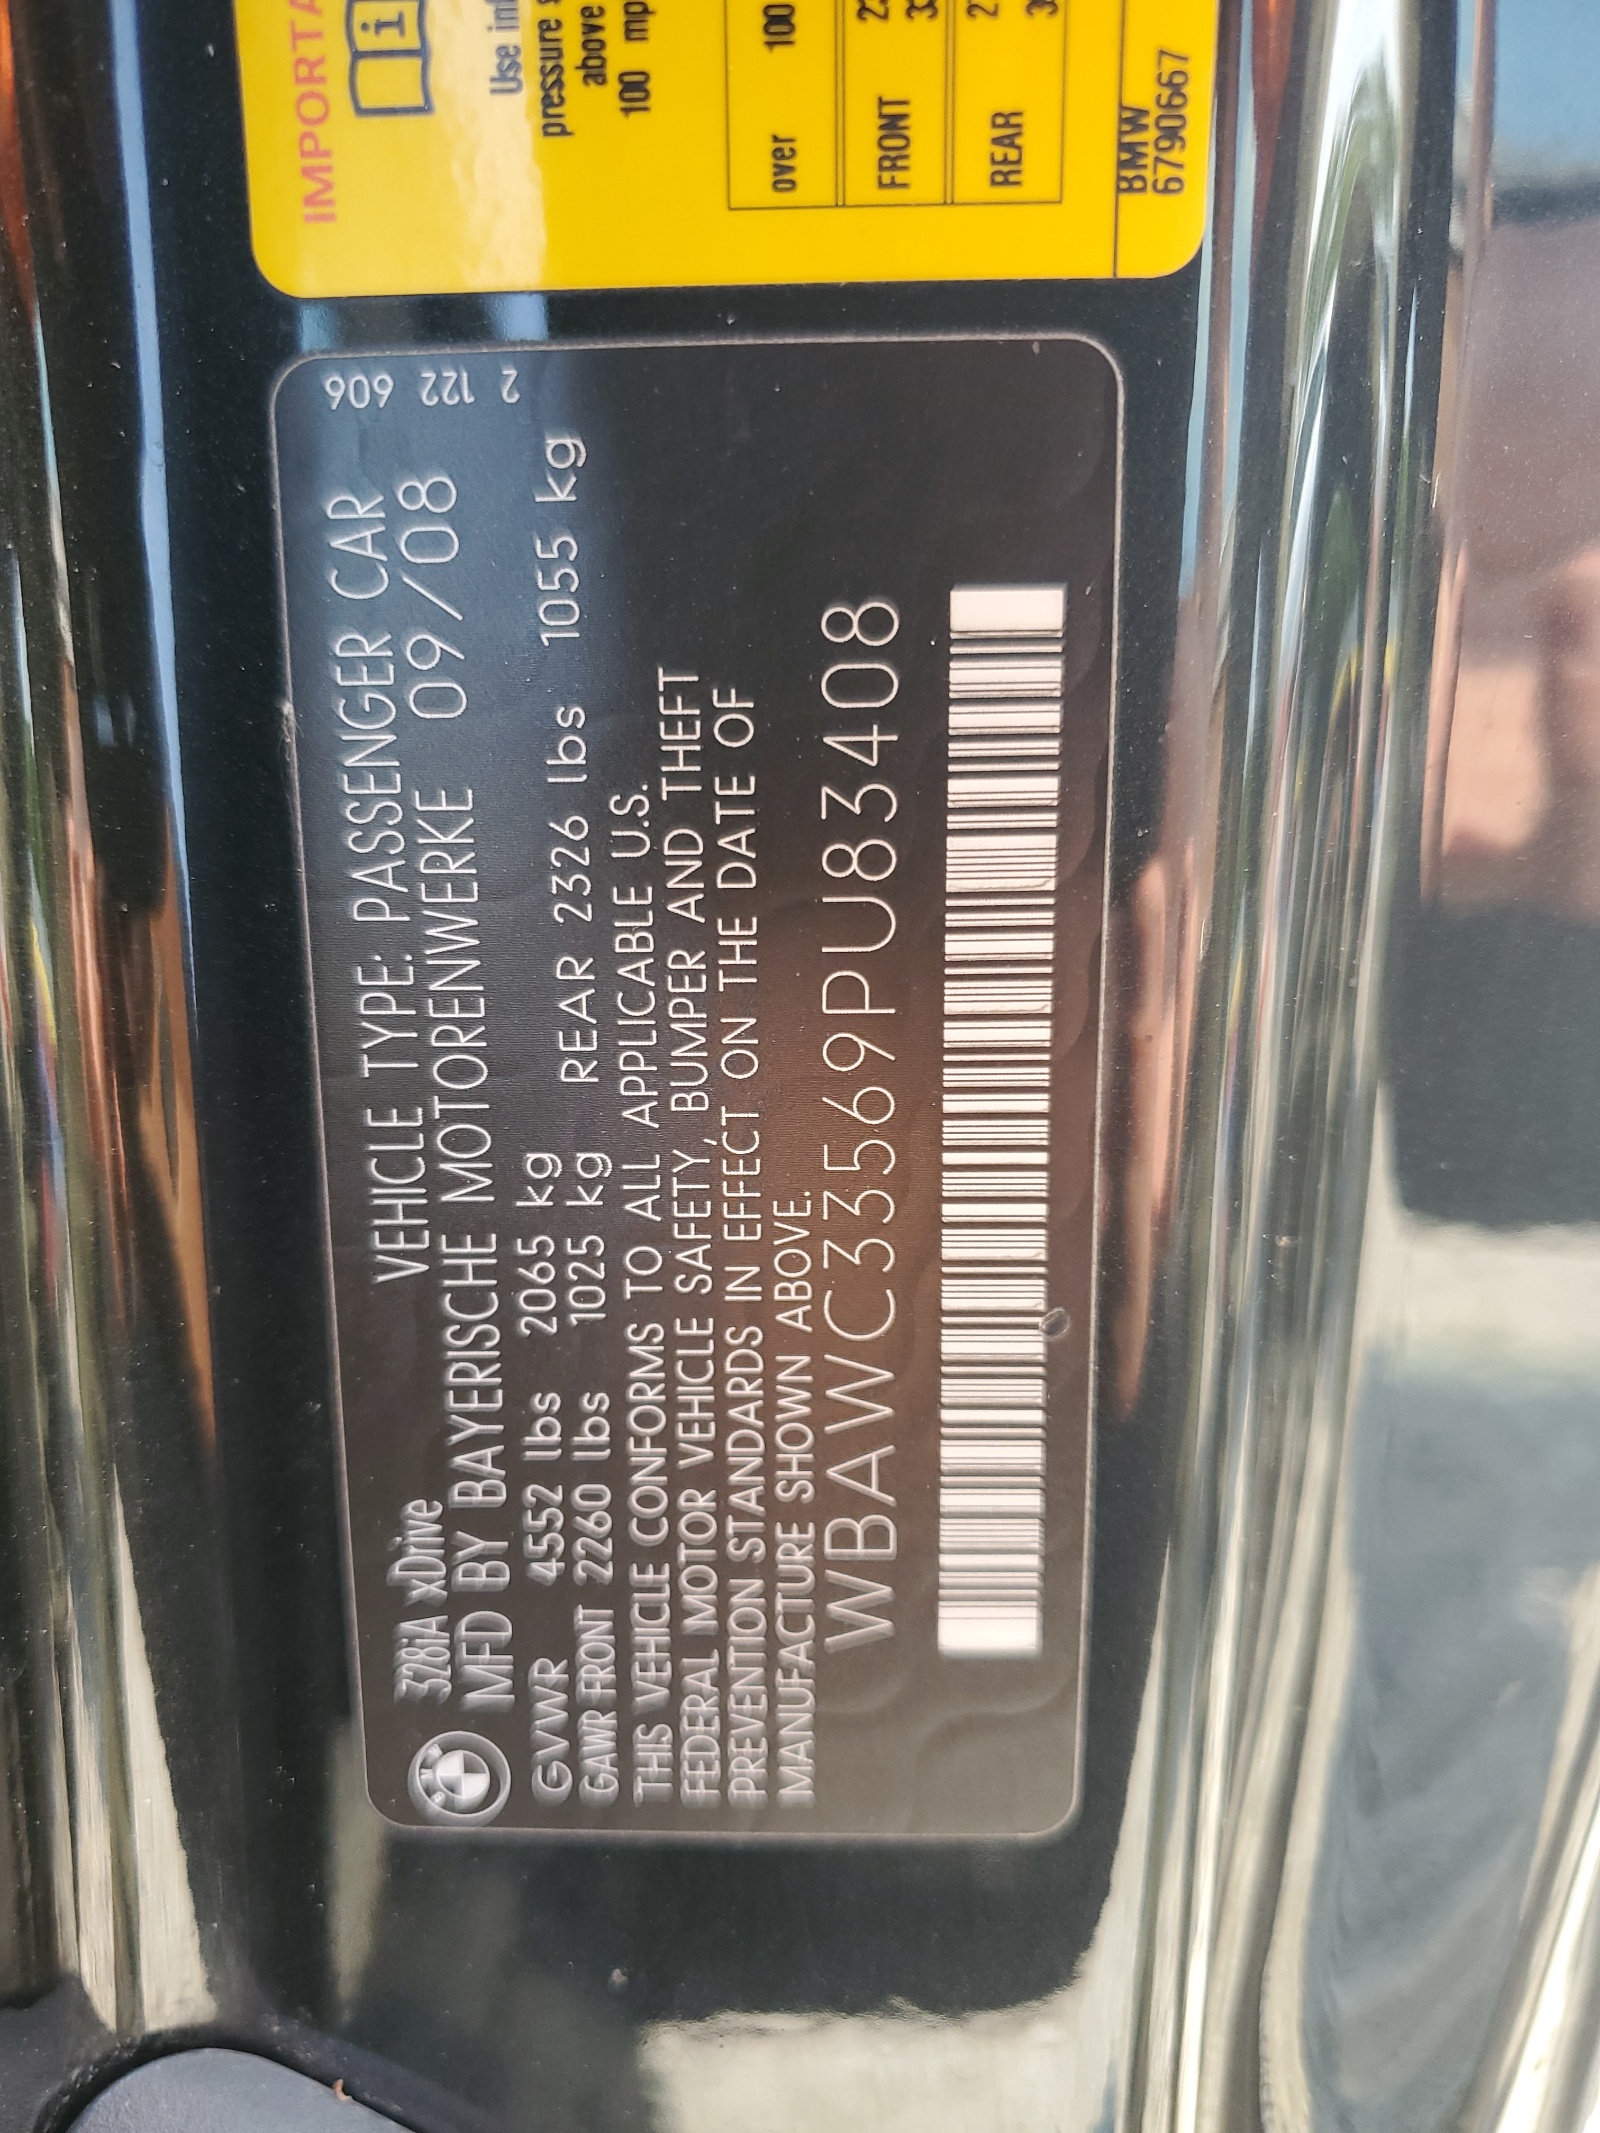 328iA xDrive VEHICLE TYPE: PASSENGER CAR
MFD BY BAYERISCHE MOTORENWERKE 09/08
GVWR 4552 lbs 2065 kg
GAWR FRONT 2260 lbs 1025 kg REAR 2326 lbs 1055 kg
THIS VEHICLE CONFORMS TO ALL APPLICABLE U.S.
FEDERAL MOTOR VEHICLE SAFETY, BUMPER AND THEFT
PREVENTION STANDARDS IN EFFECT ON THE DATE OF
MANUFACTURE SHOWN ABOVE.
WBAWC33569PU83408
2 122 606
Use
pressure
above
100
over 100
FRONT
REAR
BMW
6790667